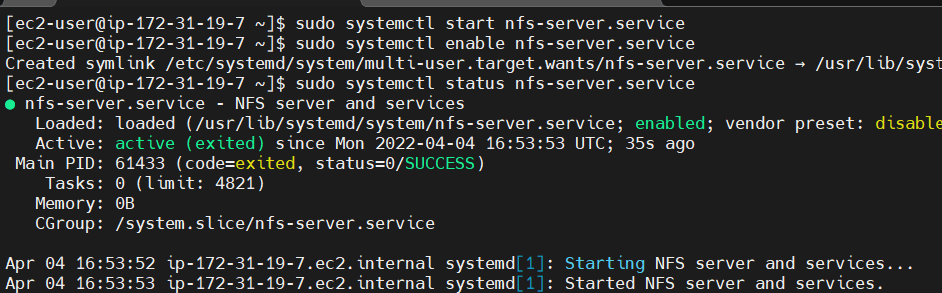 [ec2-user@ip-172-31-19-7 ~]$ sudo systemctl start nfs-server.service
[ec2-user@ip-172-31-19-7 ~]$ sudo systemctl enable nfs-server.service
Created symlink /etc/systemd/system/multi-user.target.wants/nfs-server.service → /usr/lib/syst
[ec2-user@ip-172-31-19-7 ~]$ sudo systemctl status nfs-server.service
● nfs-server.service - NFS server and services
Loaded: loaded (/usr/lib/systemd/system/nfs-server.service; enabled; vendor preset: disable
Active: active (exited) since Mon 2022-04-04 16:53:53 UTC; 35s ago
Main PID: 61433 (code=exited, status=0/SUCCESS)
Tasks: 0 (limit: 4821)
Memory: 0B
CGroup: /system.slice/nfs-server.service
Apr 04 16:53:52 ip-172-31-19-7.ec2.internal systemd[1]: Starting NFS server and services...
Apr 04 16:53:53 ip-172-31-19-7.ec2.internal systemd[1]: Started NFS server and services.